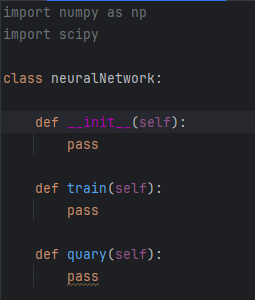 import numpy as np
import scipy
class neuralNetwork:
def __init__(self):
pass
def train(self):
pass
def quary(self):
pass